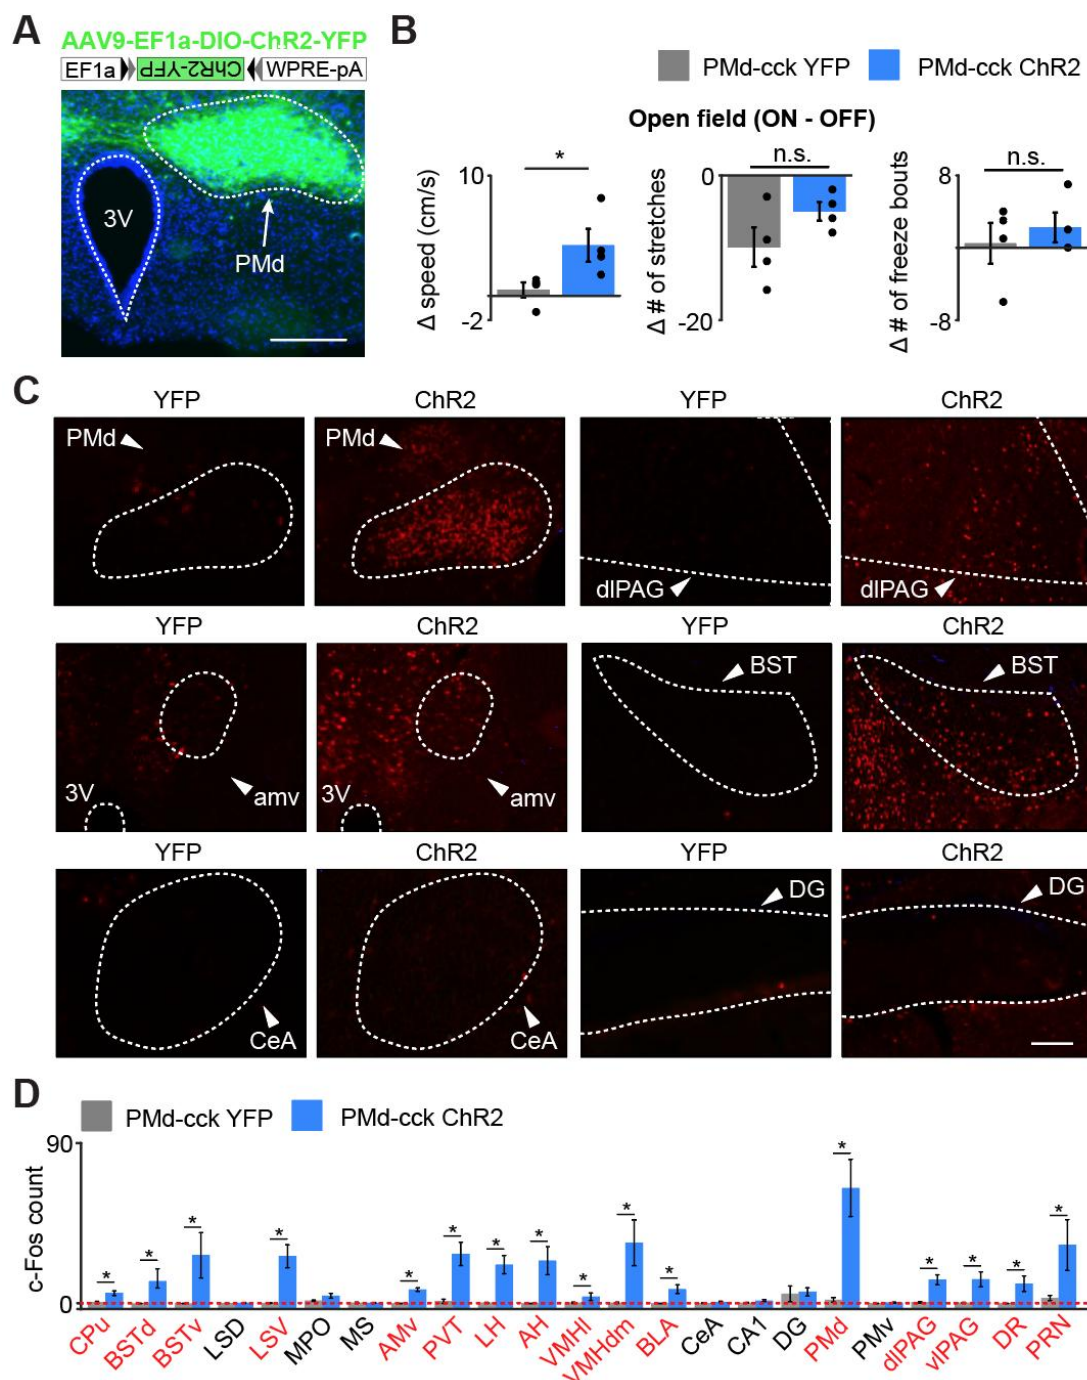 A
AAV9-EF1a-DIO-ChR2-YFP
EF1a ChR2-YFP WPRE-pA
3V
PMd
B
PMd-cck YFP PMd-cck ChR2
Open field (ON - OFF)
* n.s. n.s.
10 0 8
Δ speed (cm/s) Δ # of stretches Δ # of freeze bouts
-2 -20 -8
C
YFP ChR2 YFP ChR2
PMd PMd dlPAG dlPAG
YFP ChR2 YFP ChR2
3V amv 3V amv BST BST
YFP ChR2 YFP ChR2
CeA CeA DG DG
D
PMd-cck YFP PMd-cck ChR2
90
c-Fos count
0
* * * * * * * * * * * * * * * *
CPu BSTd BSTv LSD LSV MPO MS AMv PVT LH AH VMHl VMHdm BLA CeA CA1 DG PMd PMv dlPAG vlPAG DR PRN